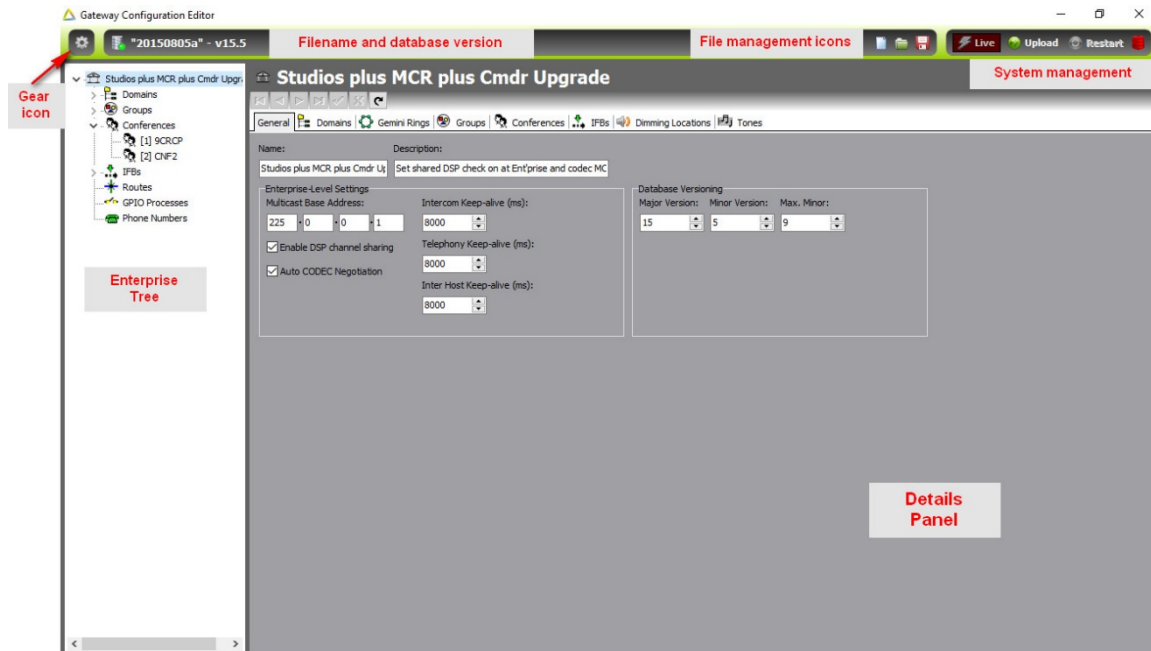 Gateway Configuration Editor
"20150805a" - v15.5
Filename and database version
File management icons
Live
Upload
Restart
System management
Gear
icon
Studios plus MCR plus Cmdr Upgr
Domains
Groups
Conferences
[1] 9CRCP
[2] CNF2
IFBs
Routes
GPIO Processes
Phone Numbers
Enterprise
Tree
Studios plus MCR plus Cmdr Upgrade
General Domains Gemini Rings Groups Conferences IFBs Dimming Locations Tones
Name: Description:
Studios plus MCR plus Cmdr Up Set shared DSP check on at Ent'prise and codec MC
Enterprise-Level Settings
Multicast Base Address: Intercom Keep-alive (ms):
225 . 0 . 0 . 1 8000
Enable DSP channel sharing
Telephony Keep-alive (ms):
8000
Auto CODEC Negotiation
Inter Host Keep-alive (ms):
8000
Database Versioning
Major Version: Minor Version: Max. Minor:
15 5 9
Details
Panel